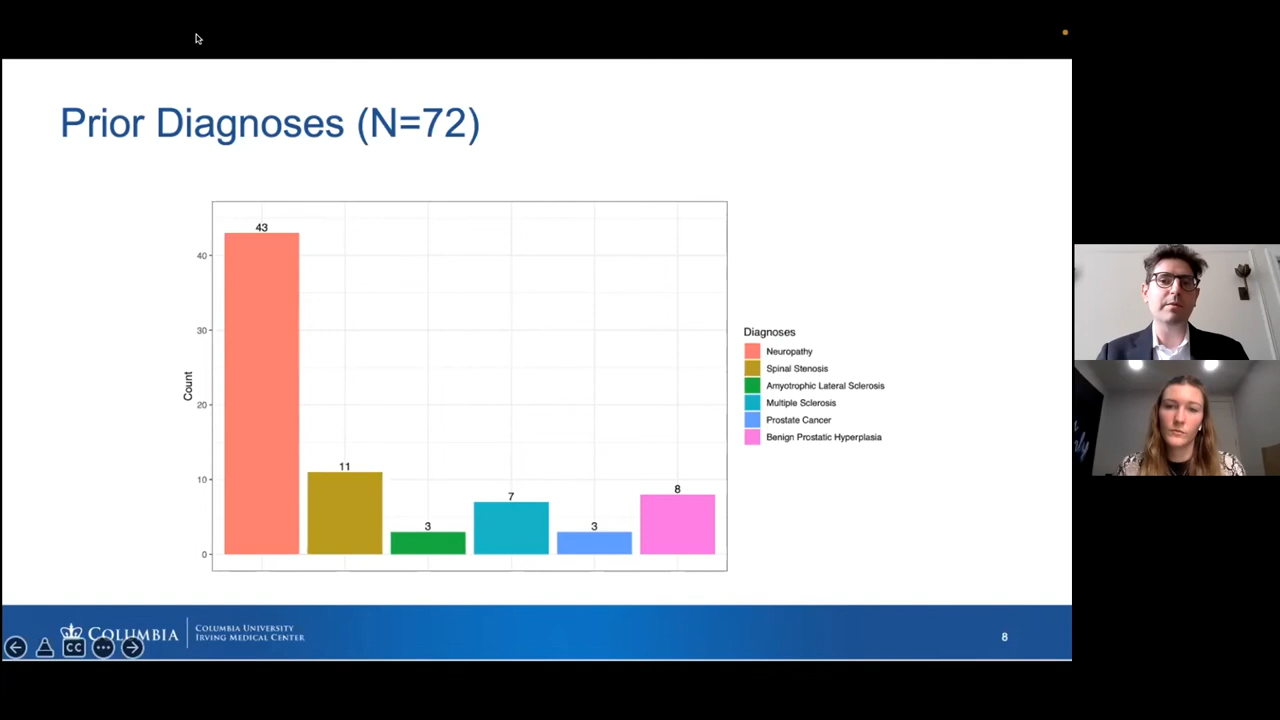 Prior Diagnoses (N=72)
43
40
30
20
10
0
Count
11
3
7
3
8
Diagnoses
Neuropathy
Spinal Stenosis
Amyotrophic Lateral Sclerosis
Multiple Sclerosis
Prostate Cancer
Benign Prostatic Hyperplasia
COLUMBIA
COLUMBIA UNIVERSITY
IRVING MEDICAL CENTER
CC
8